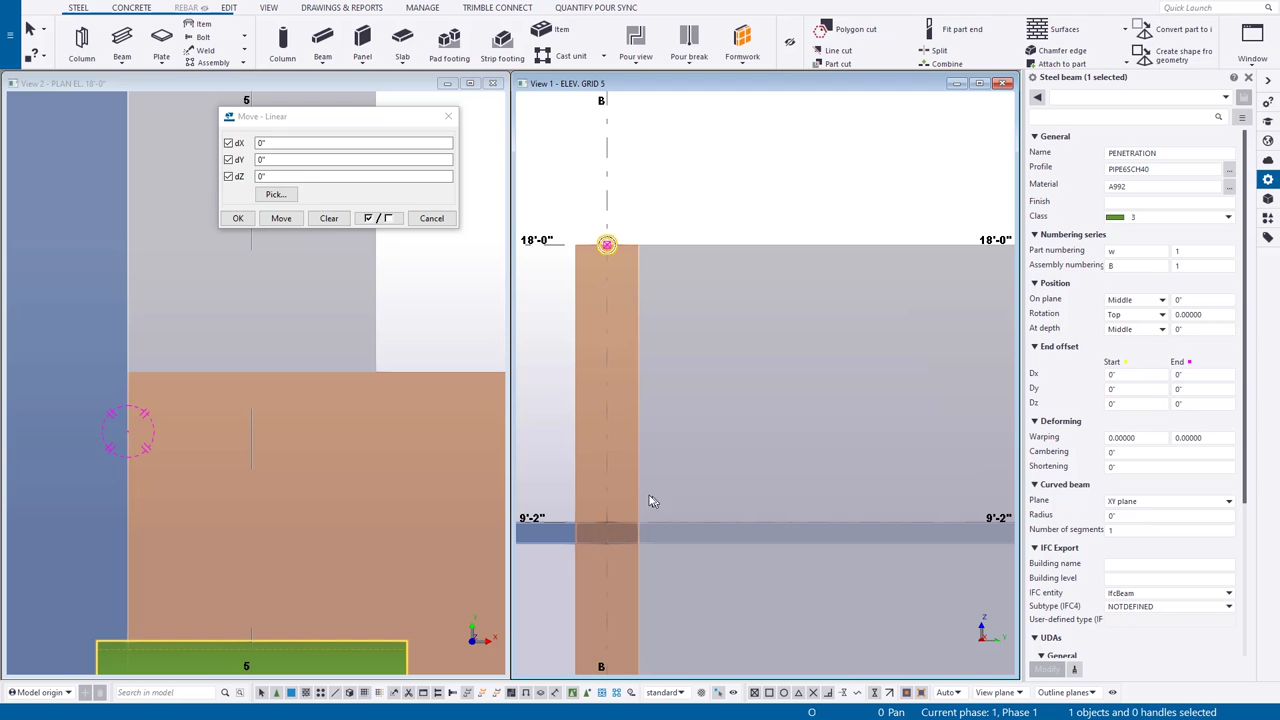 STEEL CONCRETE REBAR EDIT VIEW DRAWINGS & REPORTS MANAGE TRIMBLE CONNECT QUANTIFY POUR SYNC Quick Launch
Column Beam Plate Item Bolt Weld Assembly
Column Beam Panel Slab Pad footing Strip footing Item Cast unit Pour view Pour break Formwork
Polygon cut Line cut Part cut Fit part end Split Combine
Surfaces Chamfer edge Attach to part Convert part i Create shape fro geometry Window
View 2 - PLAN EL. 18'-0"
5
Move - Linear
dX 0"
dY 0"
dZ 0"
Pick...
OK Move Clear / Cancel
5
Y X Z
View 1 - ELEV. GRID 5
B
18'-0" 18'-0"
9'-2" 9'-2"
B
Z Y X
Steel beam (1 selected)
General
Name PENETRATION
Profile PIPE6SCH40 ...
Material A992 ...
Finish
Class 3
Numbering series
Part numbering w 1
Assembly numbering B 1
Position
On plane Middle 0"
Rotation Top 0.00000
At depth Middle 0"
End offset
Start End
Dx 0" 0"
Dy 0" 0"
Dz 0" 0"
Deforming
Warping 0.00000 0.00000
Cambering 0"
Shortening 0"
Curved beam
Plane XY plane
Radius 0"
Number of segments 1
IFC Export
Building name
Building level
IFC entity IfcBeam
Subtype (IFC4) NOTDEFINED
User-defined type (IF
UDAs
General
Modify
Model origin Search in model standard Auto View plane Outline planes
O 0 Pan Current phase: 1, Phase 1 1 objects and 0 handles selected